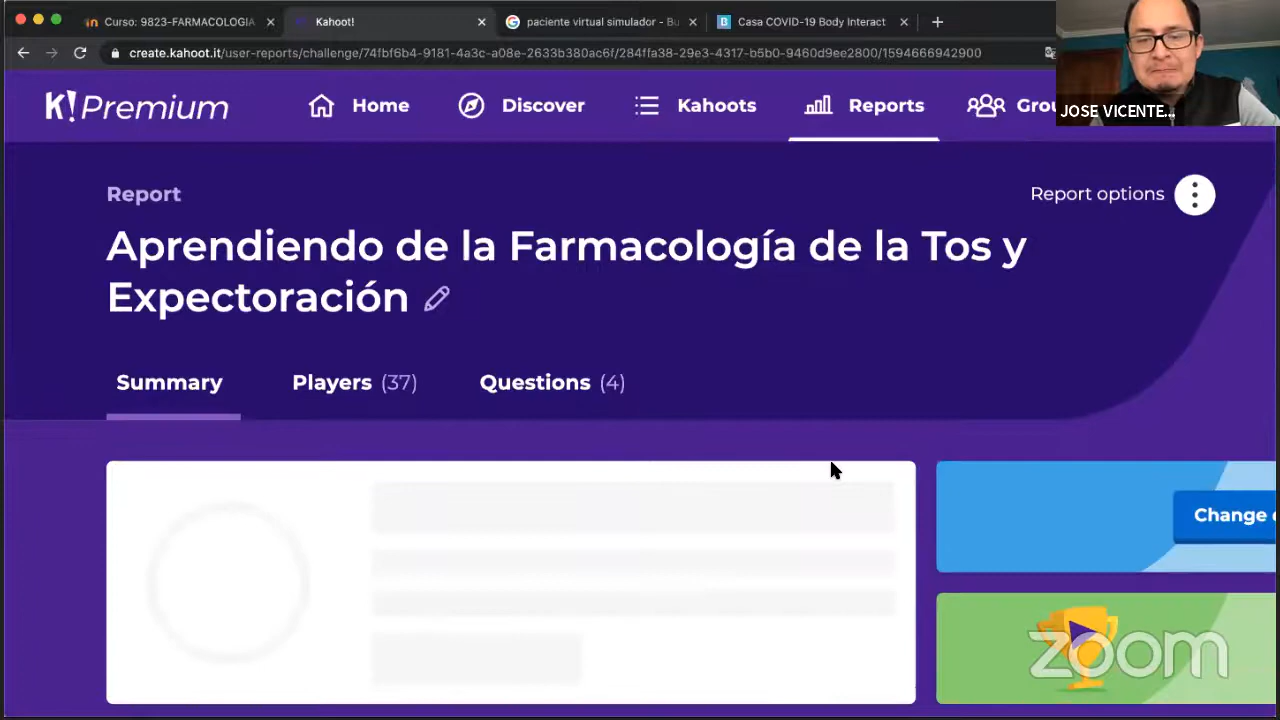 Curso: 9823-FARMACOLOGIA
Kahoot!
paciente virtual simulador - Bu
Casa COVID-19 Body Interact
create.kahoot.it/user-reports/challenge/74fbf6b4-9181-4a3c-a08e-2633b380ac6f/284ffa38-29e3-4317-b5b0-9460d9ee2800/1594666942900
K! Premium
Home
Discover
Kahoots
Reports
Grou
JOSE VICENTE...
Report
Report options
Aprendiendo de la Farmacología de la Tos y
Expectoración
Summary
Players (37)
Questions (4)
Change
zoom